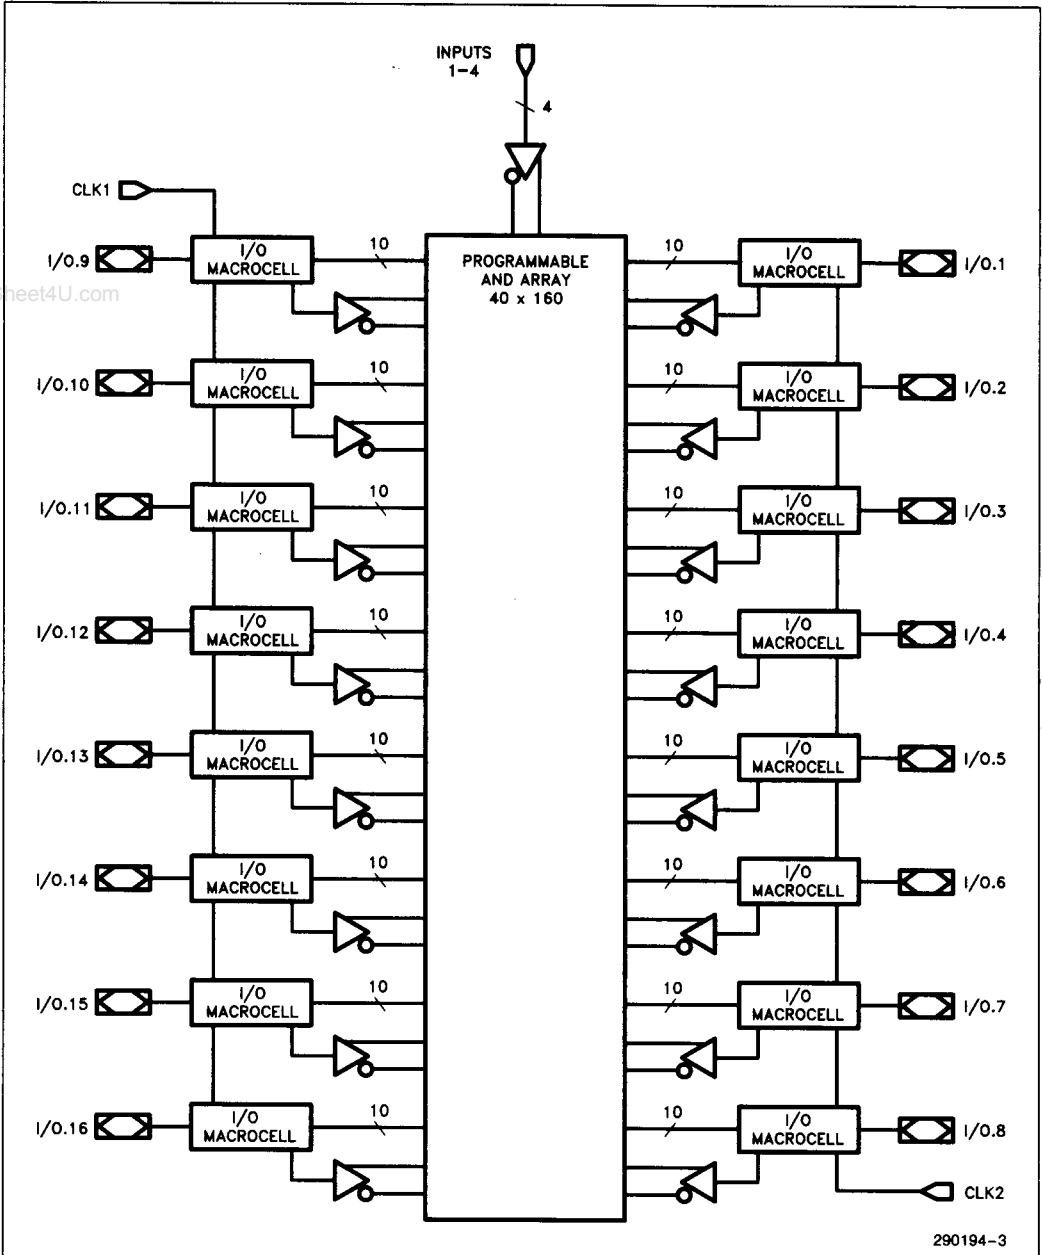 INPUTS
1-4
4
CLK1
I/O.9
I/O
MACROCELL
10
PROGRAMMABLE
AND ARRAY
40 x 160
10
I/O
MACROCELL
I/O.1
Sheet4U.com
I/O.10
I/O
MACROCELL
10
10
I/O
MACROCELL
I/O.2
I/O.11
I/O
MACROCELL
10
10
I/O
MACROCELL
I/O.3
I/O.12
I/O
MACROCELL
10
10
I/O
MACROCELL
I/O.4
I/O.13
I/O
MACROCELL
10
10
I/O
MACROCELL
I/O.5
I/O.14
I/O
MACROCELL
10
10
I/O
MACROCELL
I/O.6
I/O.15
I/O
MACROCELL
10
10
I/O
MACROCELL
I/O.7
I/O.16
I/O
MACROCELL
10
10
I/O
MACROCELL
I/O.8
CLK2
290194-3